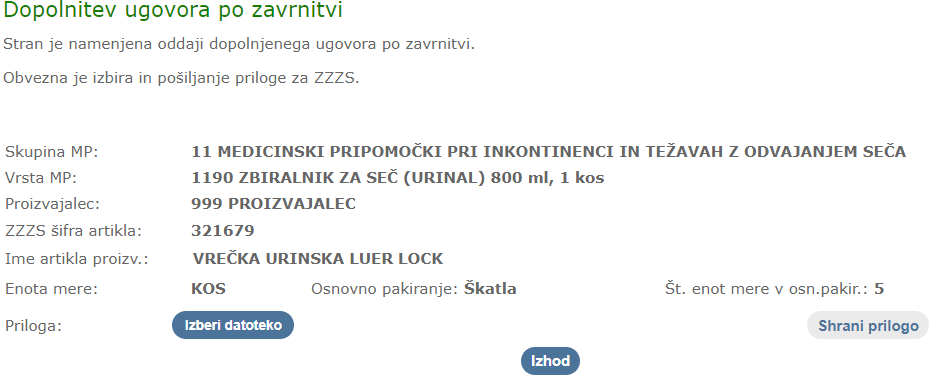 Dopolnitev ugovora po zavrnitvi
Stran je namenjena oddaji dopolnjenega ugovora po zavrnitvi.
Obvezna je izbira in pošiljanje priloge za ZZZS.
Skupina MP: 11 MEDICINSKI PRIPOMOČKI PRI INKONTINENCI IN TEŽAVAH Z ODVAJANJEM SEČA
Vrsta MP: 1190 ZBIRALNIK ZA SEČ (URINAL) 800 ml, 1 kos
Proizvajalec: 999 PROIZVAJALEC
ZZZS šifra artikla: 321679
Ime artikla proizv.: VREČKA URINSKA LUER LOCK
Enota mere: KOS Osnovno pakiranje: Škatla Št. enot mere v osn.pakir.: 5
Priloga: Izberi datoteko Shrani prilogo
Izhod